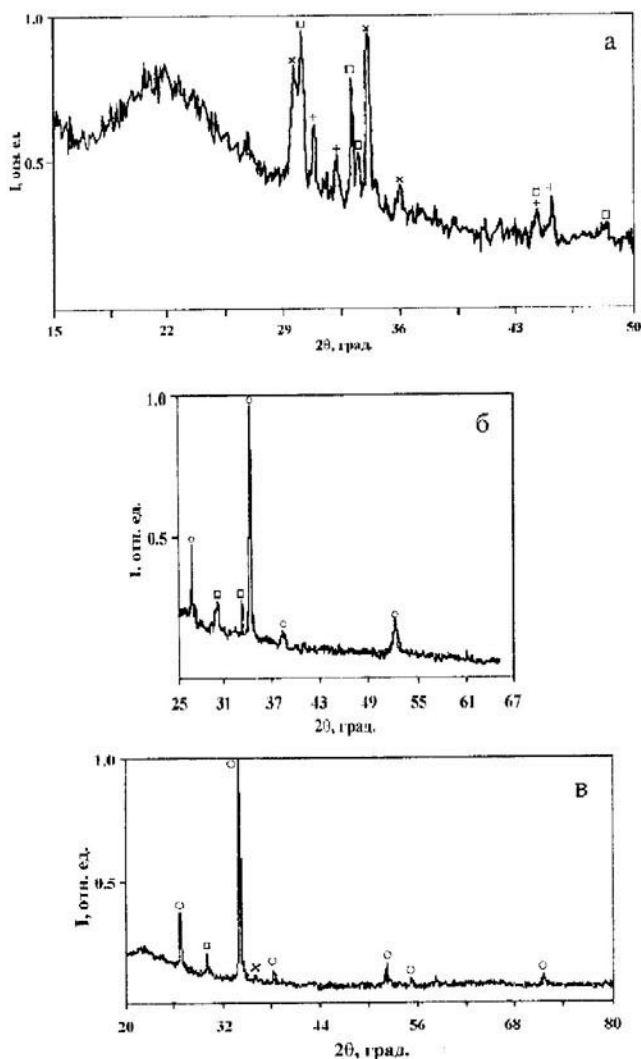 а
1.0
0.5
I, отн. ед.
15 22 29 36 43 50
2θ, град.
б
1.0
0.5
I, отн. ед.
25 31 37 43 49 55 61 67
2θ, град.
в
1.0
0.5
I, отн. ед.
20 32 44 56 68 80
2θ, град.